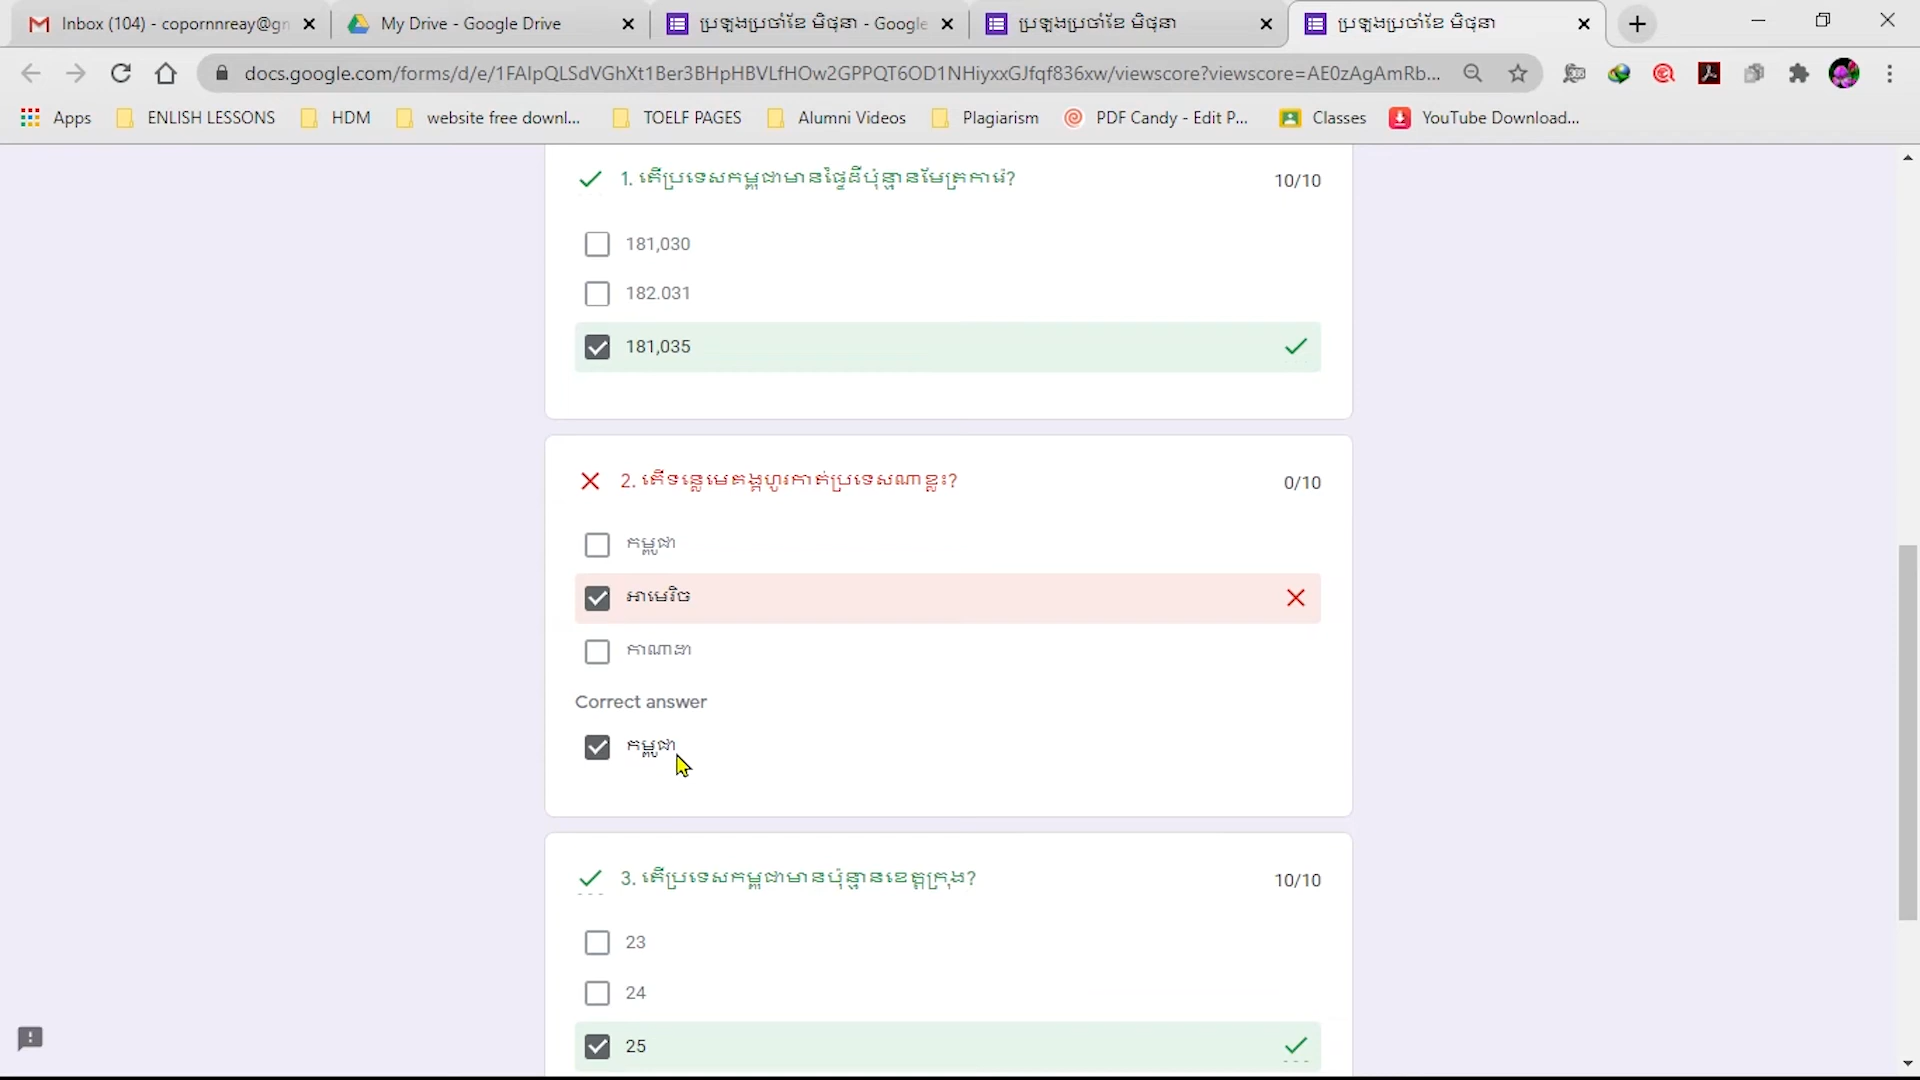 Inbox (104) - copornnreay@gn
My Drive - Google Drive
ប្រឡងប្រចាំខែ មិថុនា - Google
ប្រឡងប្រចាំខែ មិថុនា
ប្រឡងប្រចាំខែ មិថុនា
docs.google.com/forms/d/e/1FAIpQLSdVGhXt1Ber3BHpHBVLfHOw2GPPQT6OD1NHiyxxGJfqf836xw/viewscore?viewscore=AE0zAgAmRb...
Apps
ENLISH LESSONS
HDM
website free downl...
TOELF PAGES
Alumni Videos
Plagiarism
PDF Candy - Edit P...
Classes
YouTube Download...
1. តើប្រទេសកម្ពុជាមានផ្ទៃដីប៉ុន្មានមែត្រការ៉េ?
10/10
181,030
182.031
181,035
2. តើទន្លេមេគង្គហូរកាត់ប្រទេសណាខ្លះ?
0/10
កម្ពុជា
អាមេរិច
កាណាដា
Correct answer
កម្ពុជា
3. តើប្រទេសកម្ពុជាមានប៉ុន្មានខេត្តក្រុង?
10/10
23
24
25